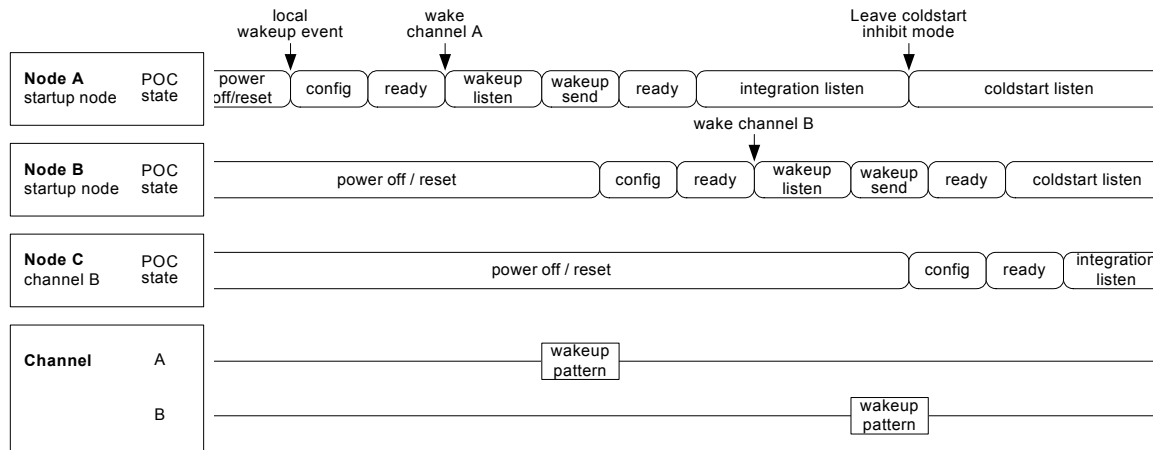 local
wakeup event
wake
channel A
Leave coldstart
inhibit mode
Node A
startup node
POC
state
power
off/reset
config
ready
wakeup
listen
wakeup
send
ready
integration listen
coldstart listen
wake channel B
Node B
startup node
POC
state
power off / reset
config
ready
wakeup
listen
wakeup
send
ready
coldstart listen
Node C
channel B
POC
state
power off / reset
config
ready
integration
listen
Channel
A
wakeup
pattern
B
wakeup
pattern